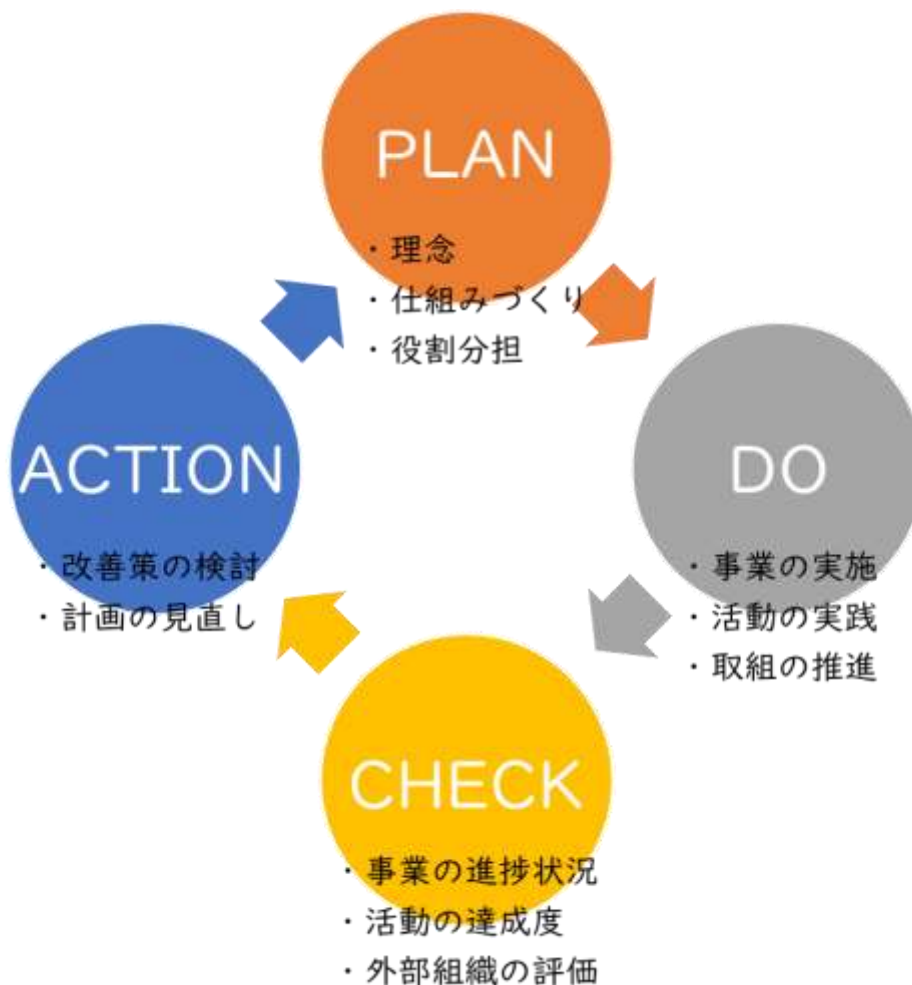 PLAN
・理念
・仕組みづくり
・役割分担
DO
・事業の実施
・活動の実践
・取組の推進
CHECK
・事業の進捗状況
・活動の達成度
・外部組織の評価
ACTION
・改善策の検討
・計画の見直し